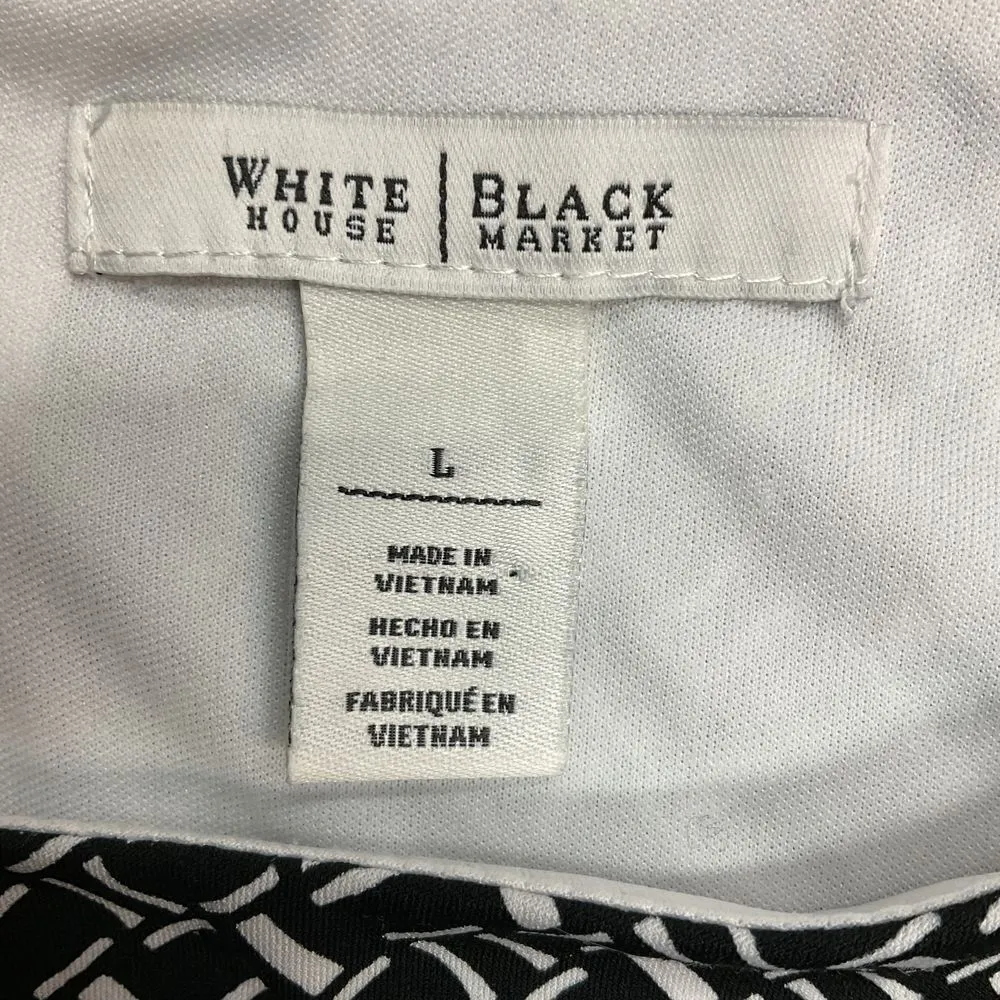 WHITE | BLACK
HOUSE | MARKET
L
MADE IN
VIETNAM
HECHO EN
VIETNAM
FABRIQUÉ EN
VIETNAM